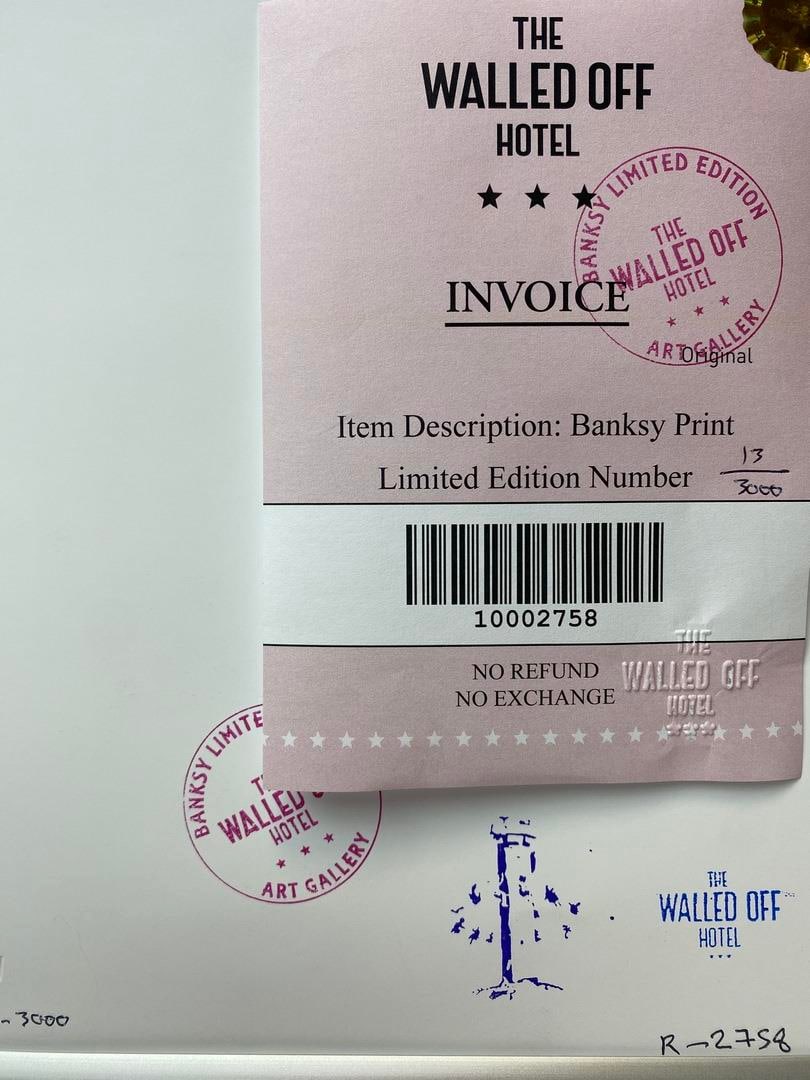 THE
WALLED OFF
HOTEL
BANKSY LIMITED EDITION
THE
WALLED OFF
HOTEL
ART GALLERY
INVOICE
Original
Item Description: Banksy Print
Limited Edition Number 13
3000
10002758
NO REFUND
NO EXCHANGE
THE
WALLED OFF
HOTEL
BANKSY LIMITE
T
WALLED O
HOTEL
ART GALLERY
THE
WALLED OFF
HOTEL
- 3000
R-2758